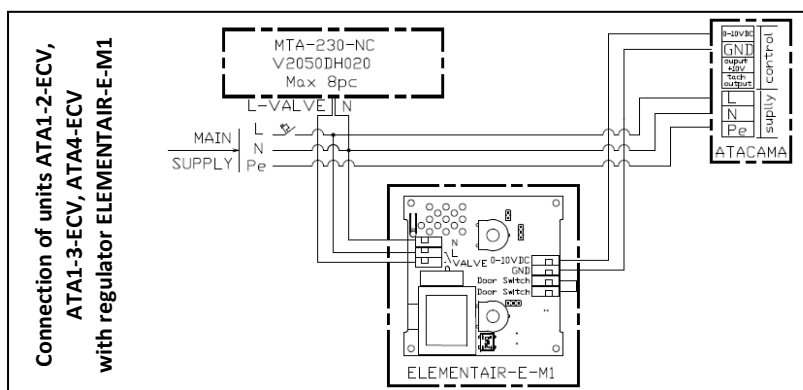 Connection of units ATA1-2-ECV,
ATA1-3-ECV, ATA4-ECV
with regulator ELEMENTAIR-E-M1
MTA-230-NC
V2050DH020
Max 8pc
L-VALVE N
MAIN
SUPPLY
L
N
Pe
0-10VDC
GND
ouput
+10V
tach
output
L
N
Pe
control
suplly
ATACAMA
N
L
VALVE
0-10VDC
GND
Door Switch
Door Switch
ELEMENTAIR-E-M1